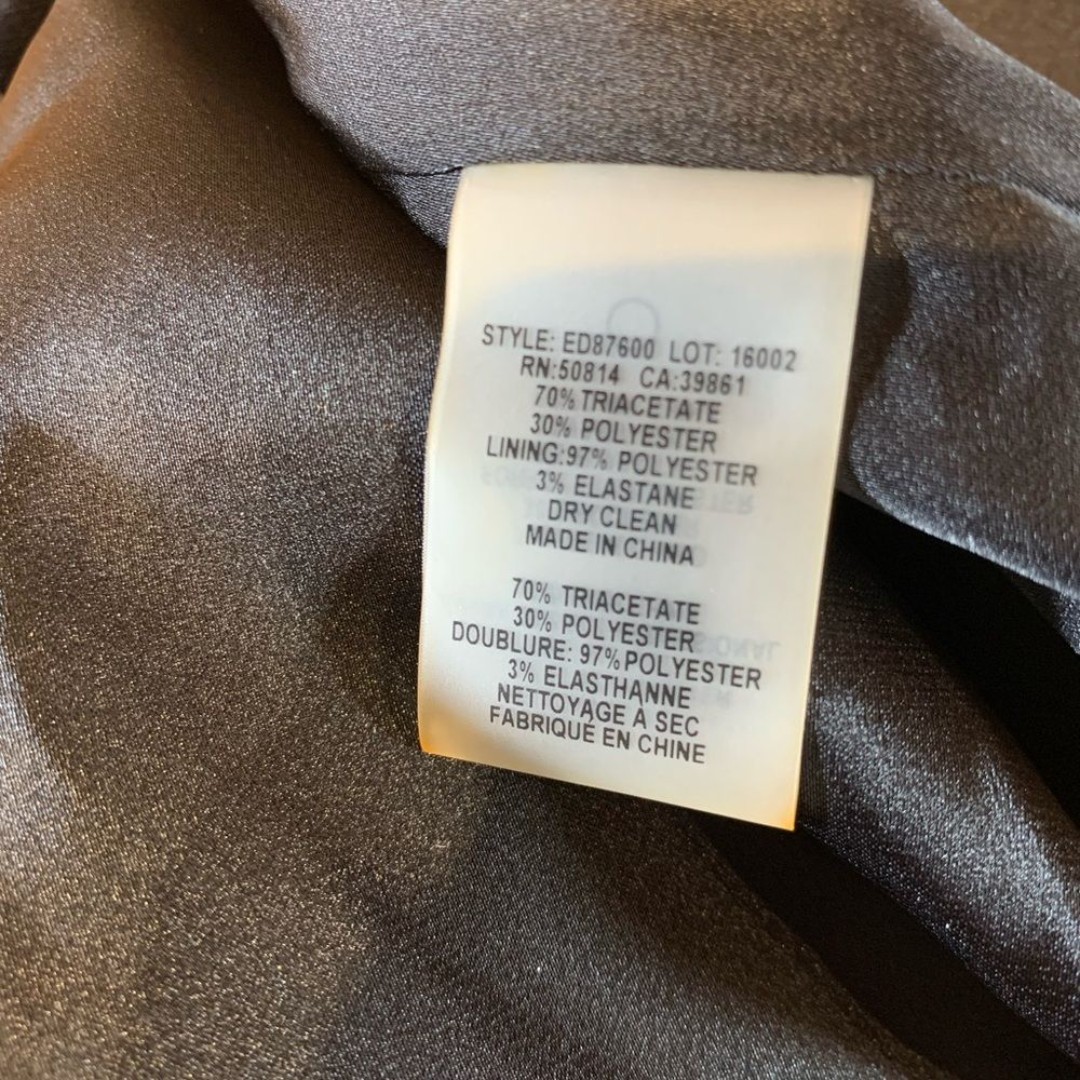 STYLE: ED87600 LOT: 16002
RN:50814 CA:39861
70% TRIACETATE
30% POLYESTER
LINING:97% POLYESTER
3% ELASTANE
DRY CLEAN
MADE IN CHINA
70% TRIACETATE
30% POLYESTER
DOUBLURE: 97% POLYESTER
3% ELASTHANNE
NETTOYAGE À SEC
FABRIQUÉ EN CHINE